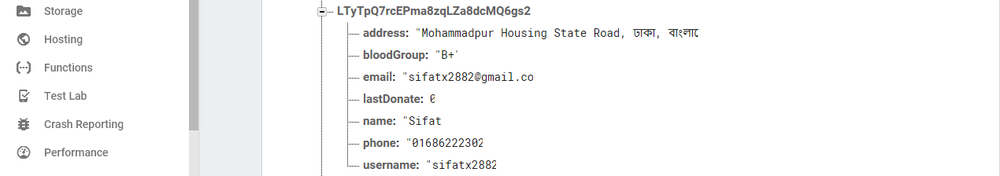 Storage
Hosting
Functions
Test Lab
Crash Reporting
Performance
LTyTpQ7rcEPma8zqLZa8dcMQ6gs2
address: "Mohammadpur Housing State Road, ঢাকা, বাংলাে
bloodGroup: "B+"
email: "sifatx2882@gmail.co
lastDonate: 0
name: "Sifat
phone: "01686222302
username: "sifatx2882